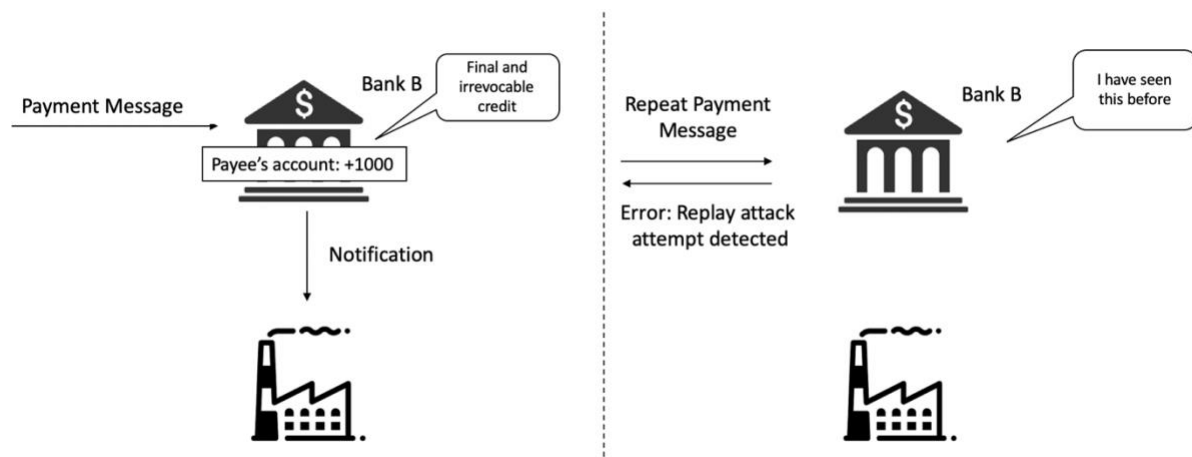 Payment Message
$
Bank B
Final and
irrevocable
credit
Payee's account: +1000
Notification
Repeat Payment
Message
Error: Replay attack
attempt detected
$
Bank B
I have seen
this before